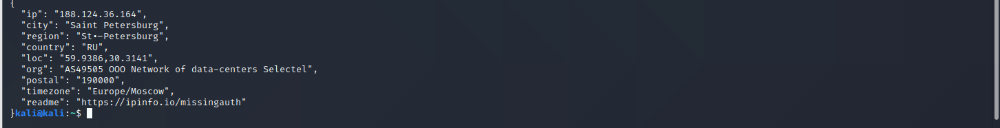 {
  "ip": "188.124.36.164",
  "city": "Saint Petersburg",
  "region": "St.-Petersburg",
  "country": "RU",
  "loc": "59.9386,30.3141",
  "org": "AS49505 OOO Network of data-centers Selectel",
  "postal": "190000",
  "timezone": "Europe/Moscow",
  "readme": "https://ipinfo.io/missingauth"
}kali@kali:~$